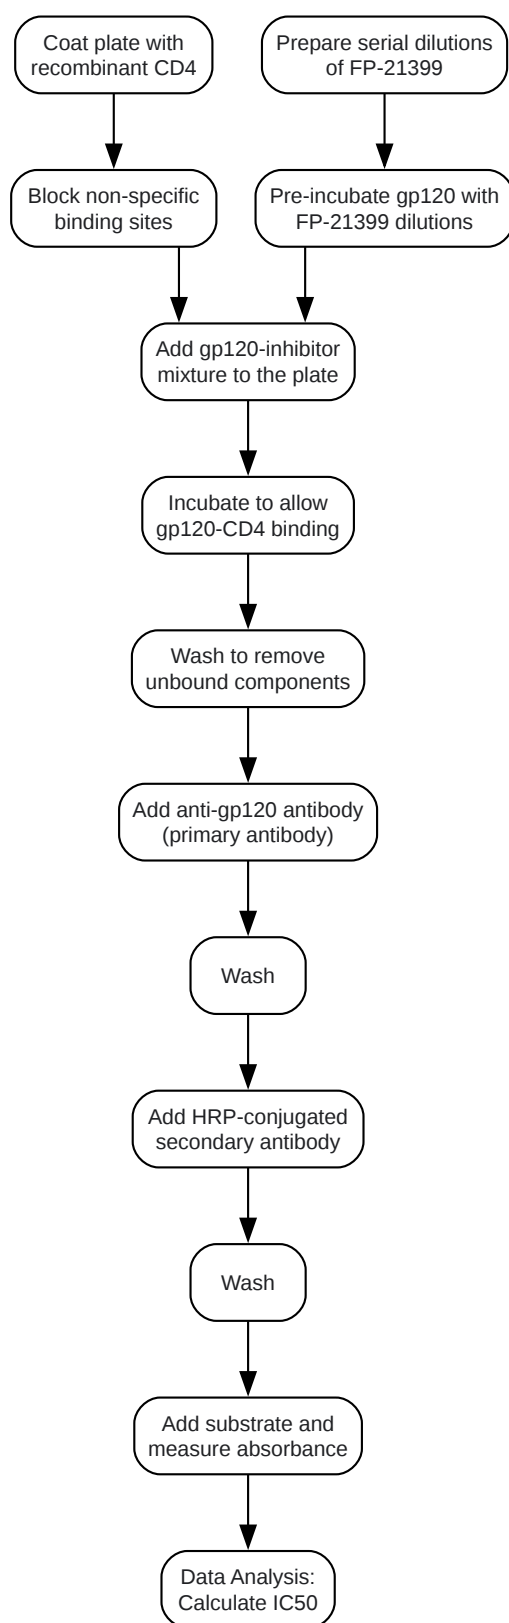 Coat plate with
recombinant CD4
Prepare serial dilutions
of FP-21399
Block non-specific
binding sites
Pre-incubate gp120 with
FP-21399 dilutions
Add gp120-inhibitor
mixture to the plate
Incubate to allow
gp120-CD4 binding
Wash to remove
unbound components
Add anti-gp120 antibody
(primary antibody)
Wash
Add HRP-conjugated
secondary antibody
Wash
Add substrate and
measure absorbance
Data Analysis:
Calculate IC50